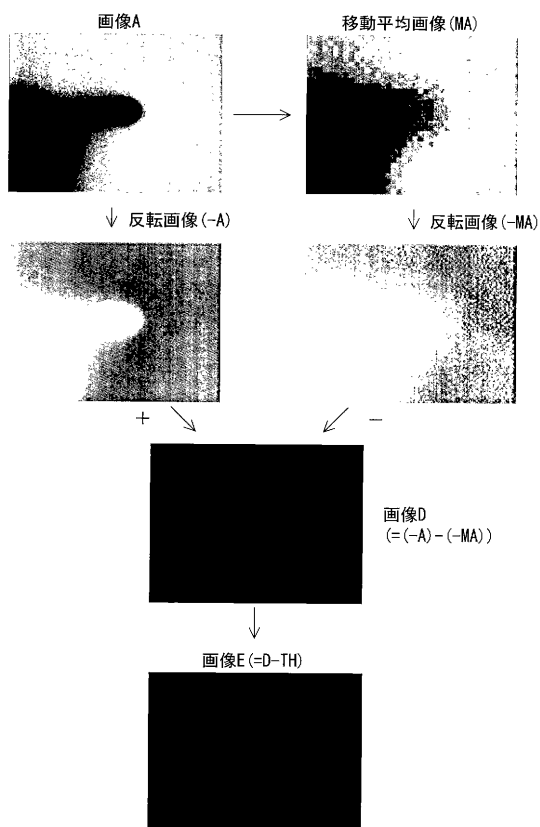 画像A
移動平均画像(MA)
反転画像(-A)
反転画像(-MA)
+
-
画像D
(=(-A)-(-MA))
画像E(=D-TH)